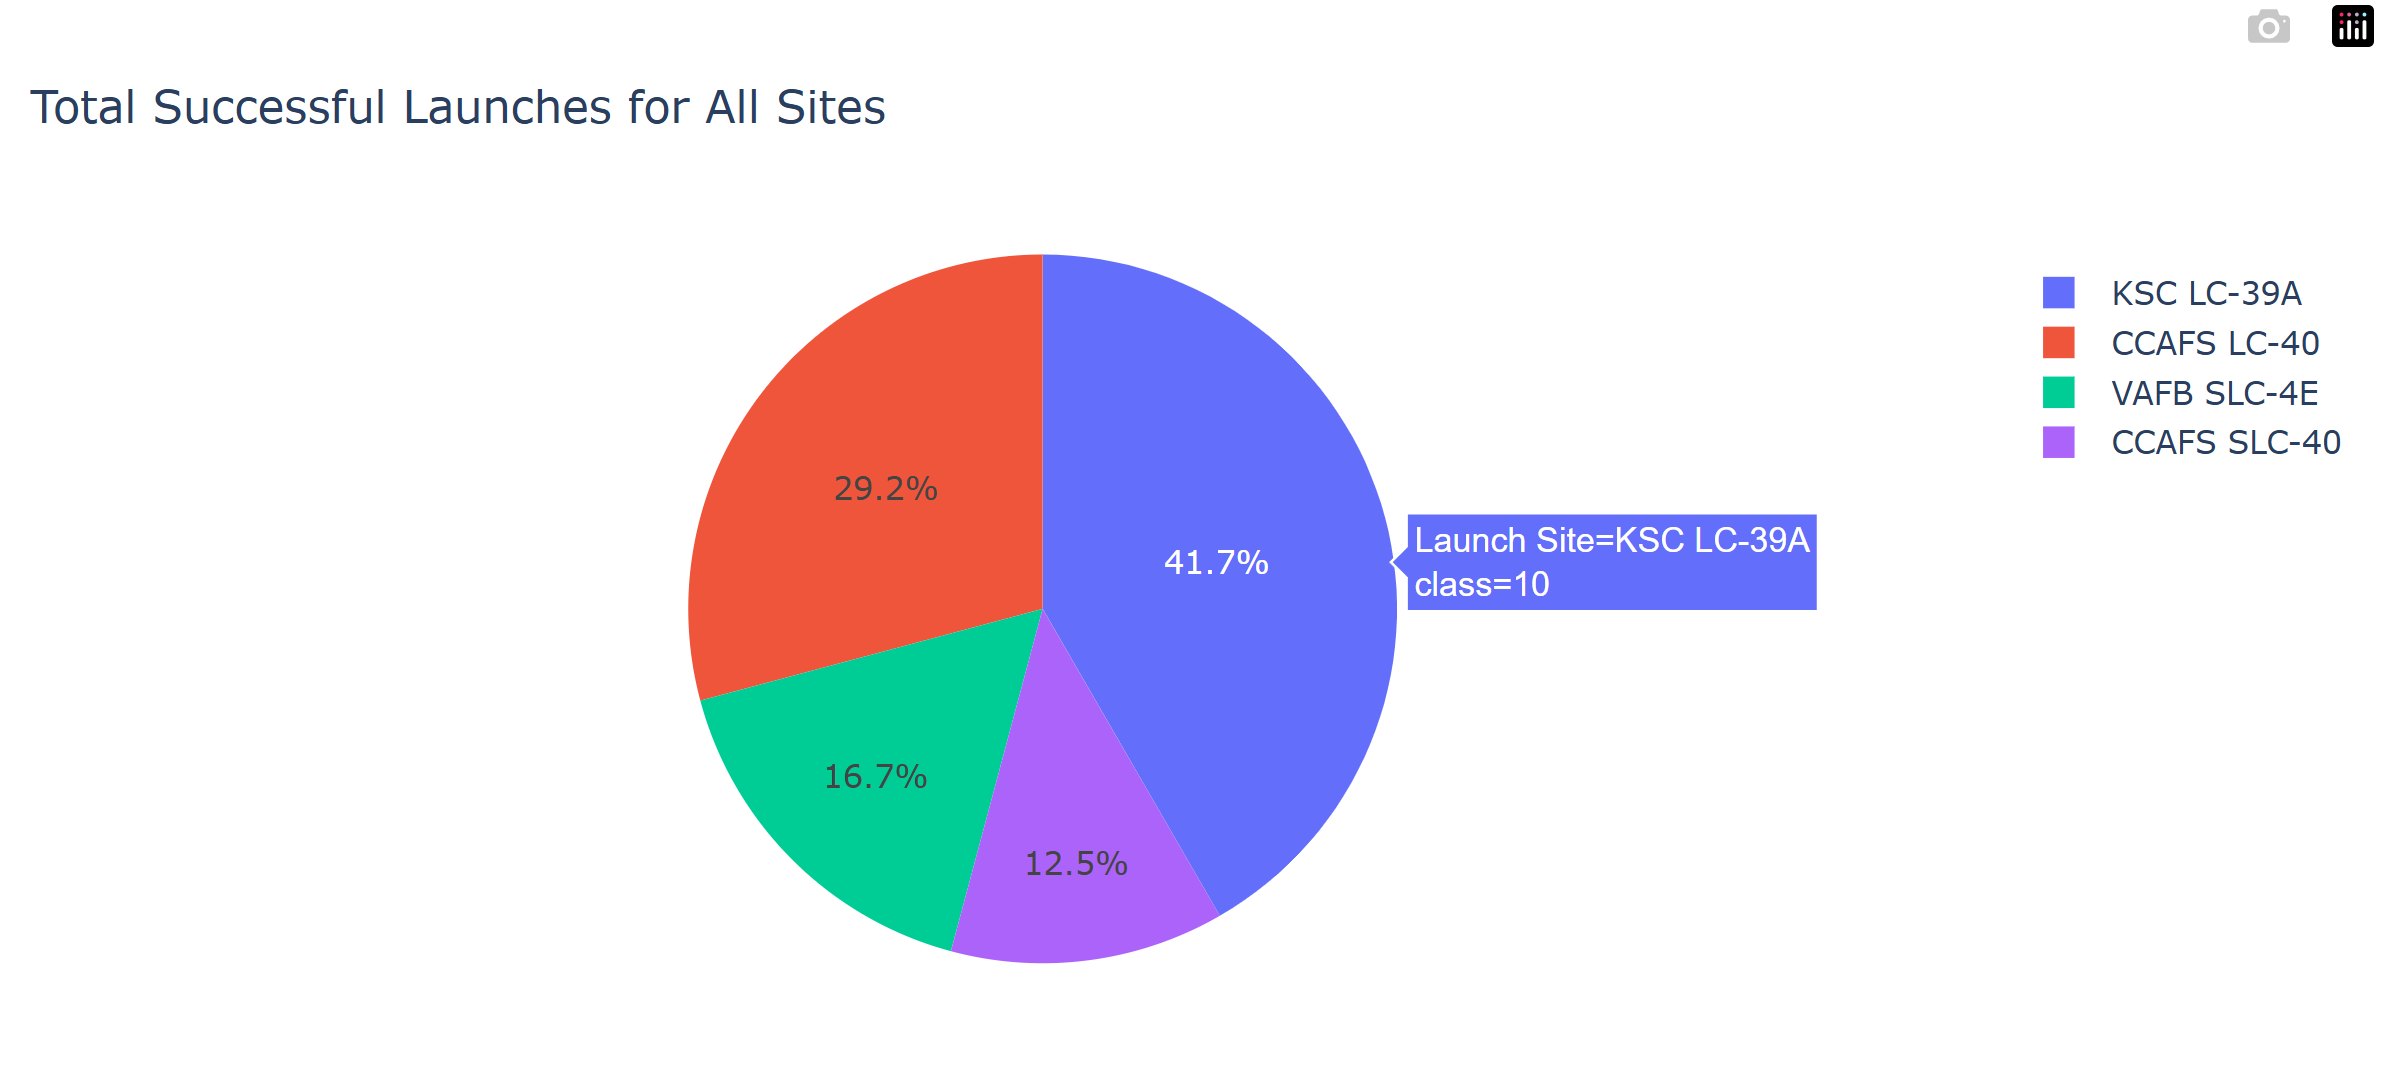 Total Successful Launches for All Sites
KSC LC-39A
CCAFS LC-40
VAFB SLC-4E
CCAFS SLC-40
29.2%
41.7%
Launch Site=KSC LC-39A
class=10
16.7%
12.5%